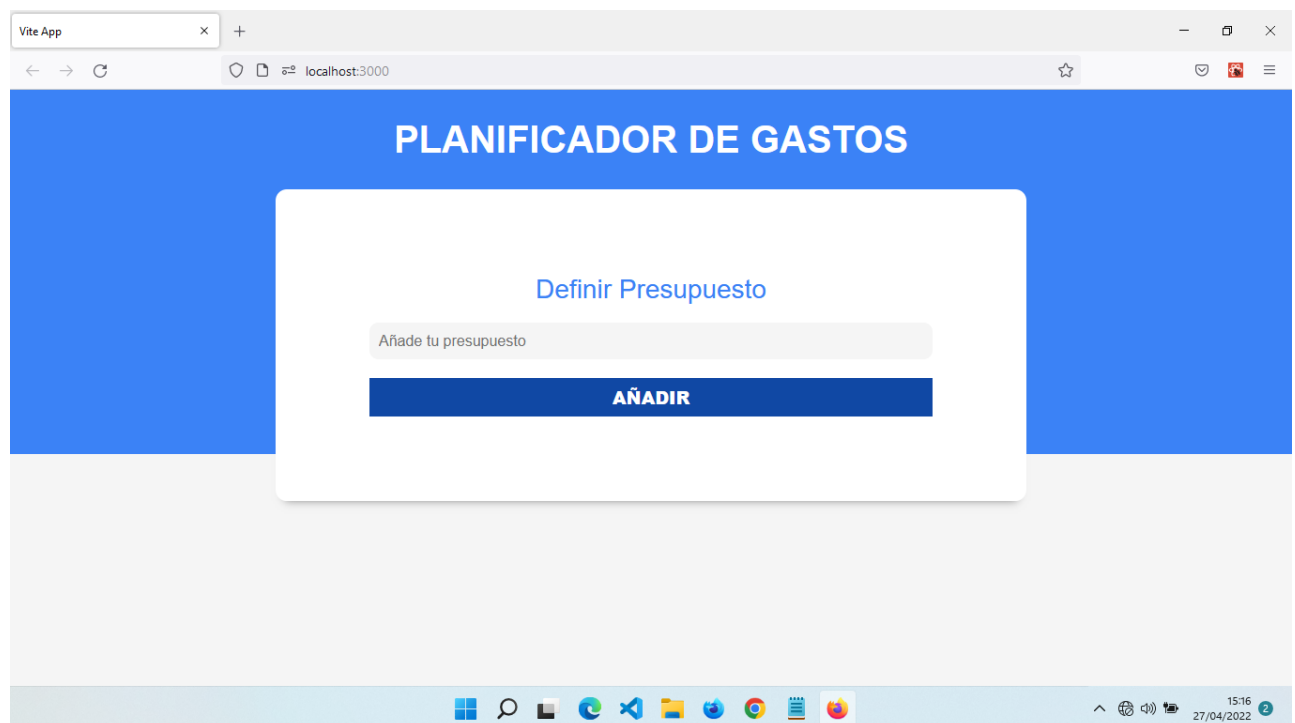 Vite App
localhost:3000
PLANIFICADOR DE GASTOS
Definir Presupuesto
Añade tu presupuesto
AÑADIR
15:16
27/04/2022
2